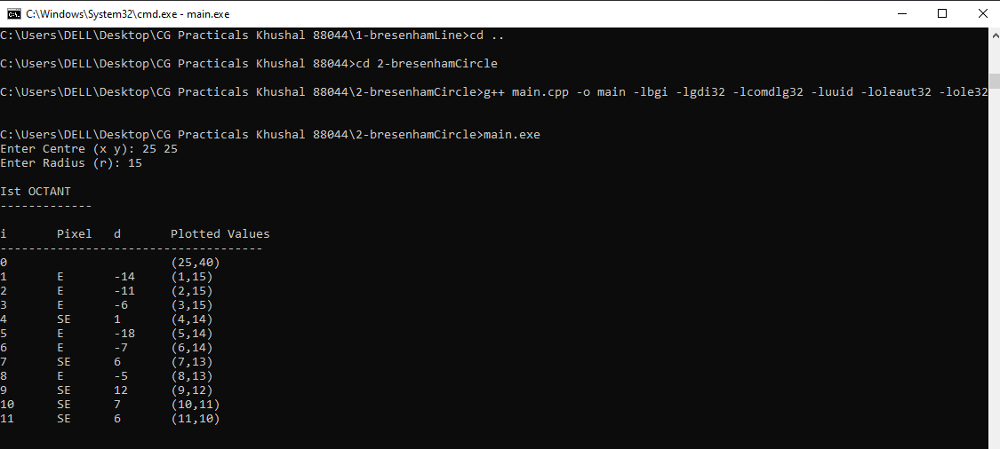 C:\Windows\System32\cmd.exe - main.exe
C:\Users\DELL\Desktop\CG Practicals Khushal 88044\1-bresenhamLine>cd ..
C:\Users\DELL\Desktop\CG Practicals Khushal 88044>cd 2-bresenhamCircle
C:\Users\DELL\Desktop\CG Practicals Khushal 88044\2-bresenhamCircle>g++ main.cpp -o main -lbgi -lgdi32 -lcomdlg32 -luuid -loleaut32 -lole32
C:\Users\DELL\Desktop\CG Practicals Khushal 88044\2-bresenhamCircle>main.exe
Enter Centre (x y): 25 25
Enter Radius (r): 15
Ist OCTANT
-------------
i Pixel d Plotted Values
-------------------------------------
0 (25,40)
1 E -14 (1,15)
2 E -11 (2,15)
3 E -6 (3,15)
4 SE 1 (4,14)
5 E -18 (5,14)
6 E -7 (6,14)
7 SE 6 (7,13)
8 E -5 (8,13)
9 SE 12 (9,12)
10 SE 7 (10,11)
11 SE 6 (11,10)